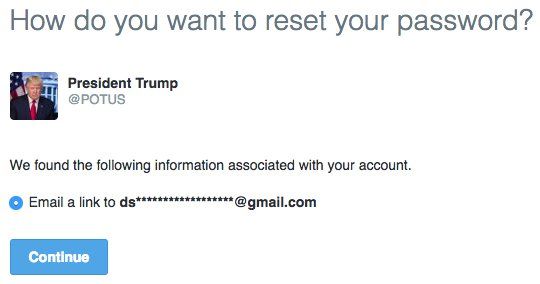 How do you want to reset your password?
President Trump
@POTUS
We found the following information associated with your account.
Email a link to ds******************@gmail.com
Continue